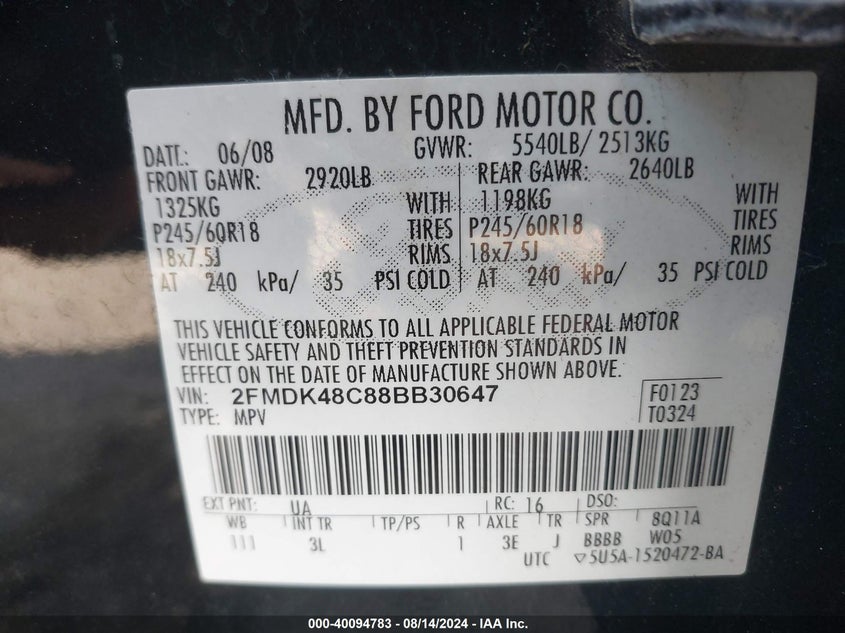 MFD. BY FORD MOTOR CO.
DATE: 06/08 GVWR: 5540LB/ 2513KG
FRONT GAWR: 2920LB REAR GAWR: 2640LB
1325KG WITH 1198KG WITH
P245/60R18 TIRES P245/60R18 TIRES
18x7.5J RIMS 18x7.5J RIMS
AT 240 kPa/ 35 PSI COLD AT 240 kPa/ 35 PSI COLD
THIS VEHICLE CONFORMS TO ALL APPLICABLE FEDERAL MOTOR
VEHICLE SAFETY AND THEFT PREVENTION STANDARDS IN
EFFECT ON THE DATE OF MANUFACTURE SHOWN ABOVE.
VIN: 2FMDK48C88BB30647 F0123
TYPE: MPV T0324
EXT PNT: UA RC: 16 DSO:
WB INT TR TP/PS R AXLE TR SPR 8Q11A
111 3L 1 3E J BBBB W05
UTC ▽5U5A-1520472-BA
000-40094783 - 08/14/2024 - IAA Inc.